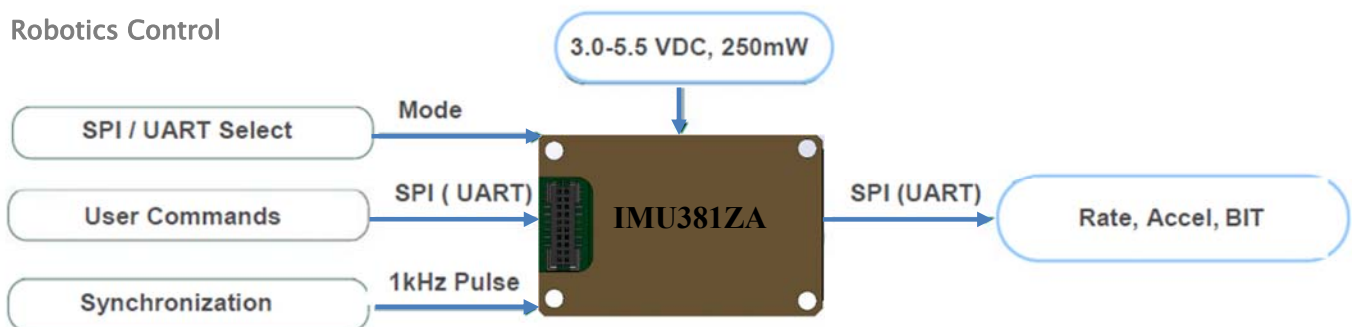 Robotics Control
3.0-5.5 VDC, 250mW
Mode
SPI / UART Select
SPI ( UART)
User Commands
IMU381ZA
SPI (UART)
Rate, Accel, BIT
1kHz Pulse
Synchronization